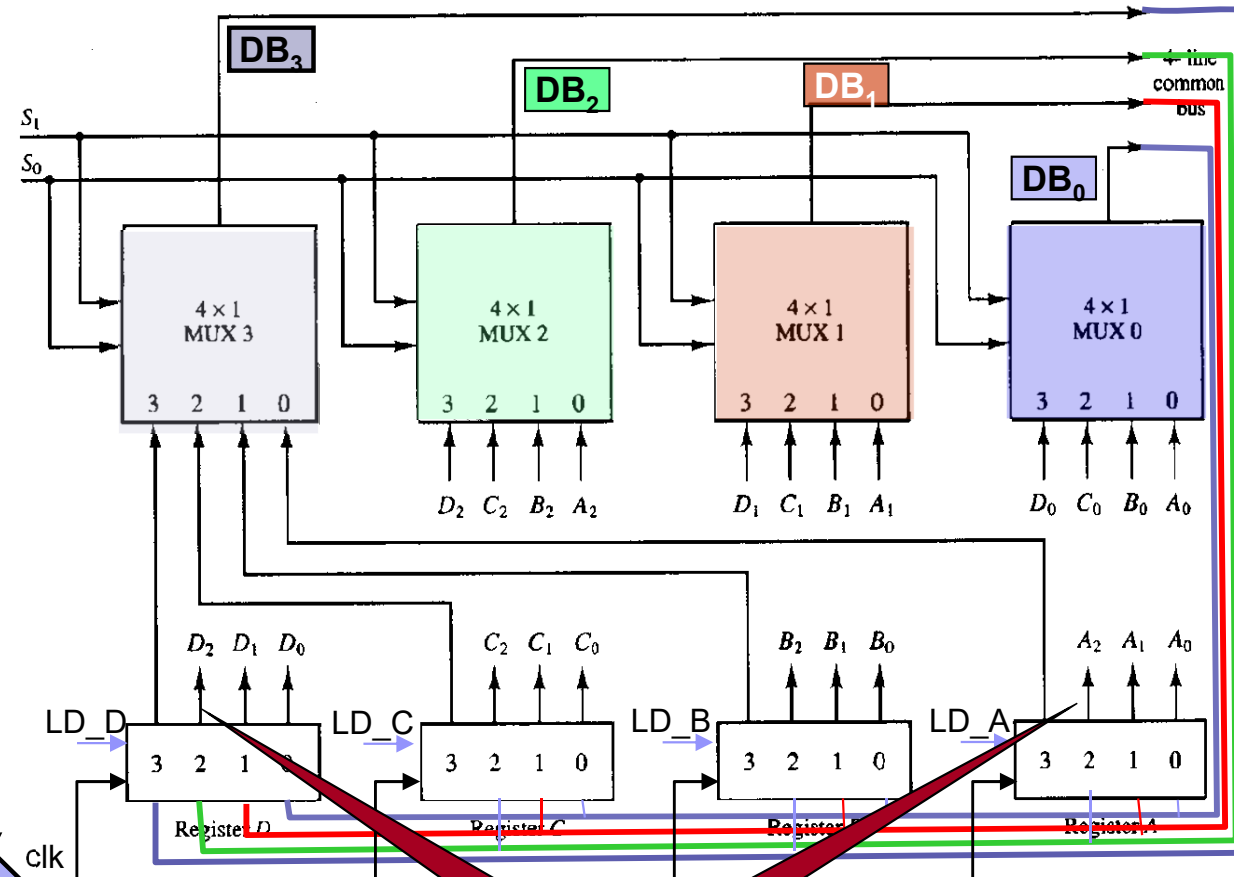 DB₃
DB₂
DB₁
4-line
common
bus
S₁
S₀
DB₀
4 × 1
MUX 3
4 × 1
MUX 2
4 × 1
MUX 1
4 × 1
MUX 0
3 2 1 0
3 2 1 0
3 2 1 0
3 2 1 0
D₂ C₂ B₂ A₂
D₁ C₁ B₁ A₁
D₀ C₀ B₀ A₀
D₂ D₁ D₀
C₂ C₁ C₀
B₂ B₁ B₀
A₂ A₁ A₀
LD_D
LD_C
LD_B
LD_A
3 2 1 0
3 2 1 0
3 2 1 0
3 2 1 0
Register D
Register C
Register
Register A
clk